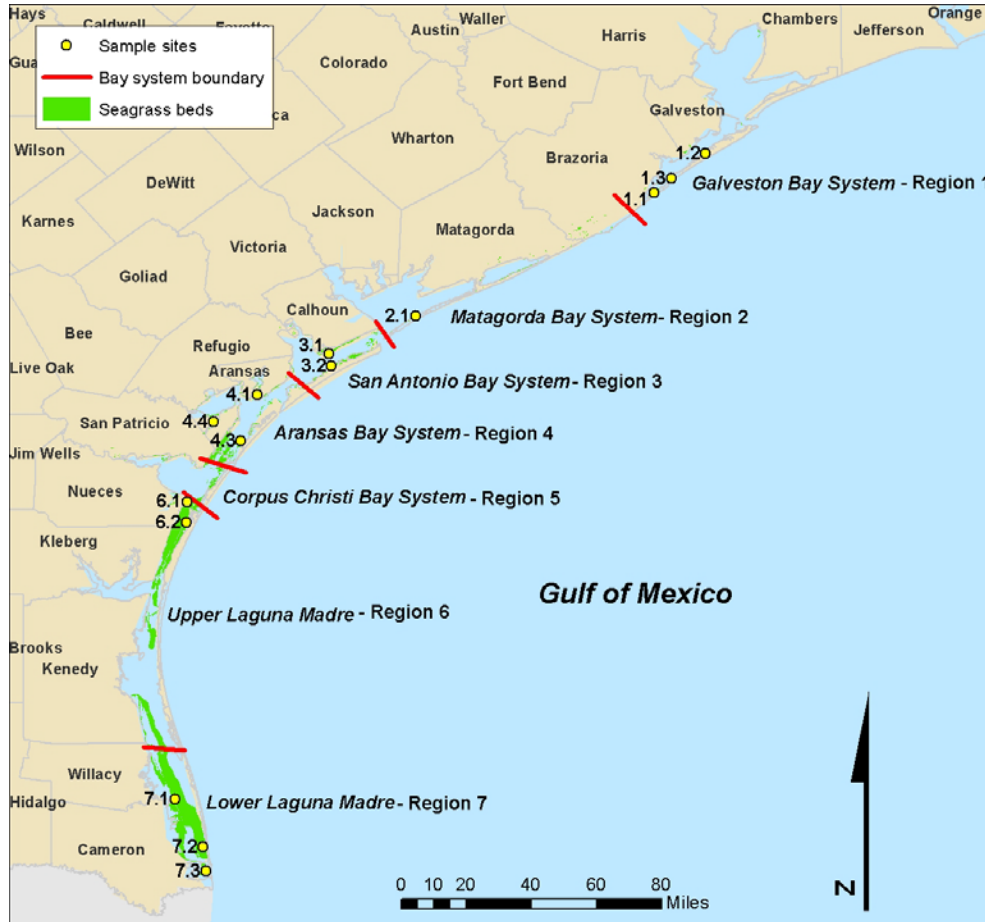 Hays
Caldwell
Fayette
Waller
Austin
Harris
Chambers
Jefferson
Orange
Sample sites
Bay system boundary
Seagrass beds
Colorado
Fort Bend
Galveston
Wilson
Wharton
Brazoria
1.2
DeWitt
1.3
Galveston Bay System - Region 1
Karnes
1.1
Jackson
Matagorda
Victoria
Goliad
Calhoun
2.1
Matagorda Bay System- Region 2
Bee
Refugio
3.1
Live Oak
Aransas
3.2
San Antonio Bay System- Region 3
4.1
San Patricio
4.4
4.3
Aransas Bay System - Region 4
Jim Wells
Nueces
6.1
Corpus Christi Bay System - Region 5
6.2
Kleberg
Gulf of Mexico
Upper Laguna Madre - Region 6
Brooks
Kenedy
Willacy
7.1
Lower Laguna Madre- Region 7
Hidalgo
Cameron
7.2
7.3
0 10 20 40 60 80
Miles
N